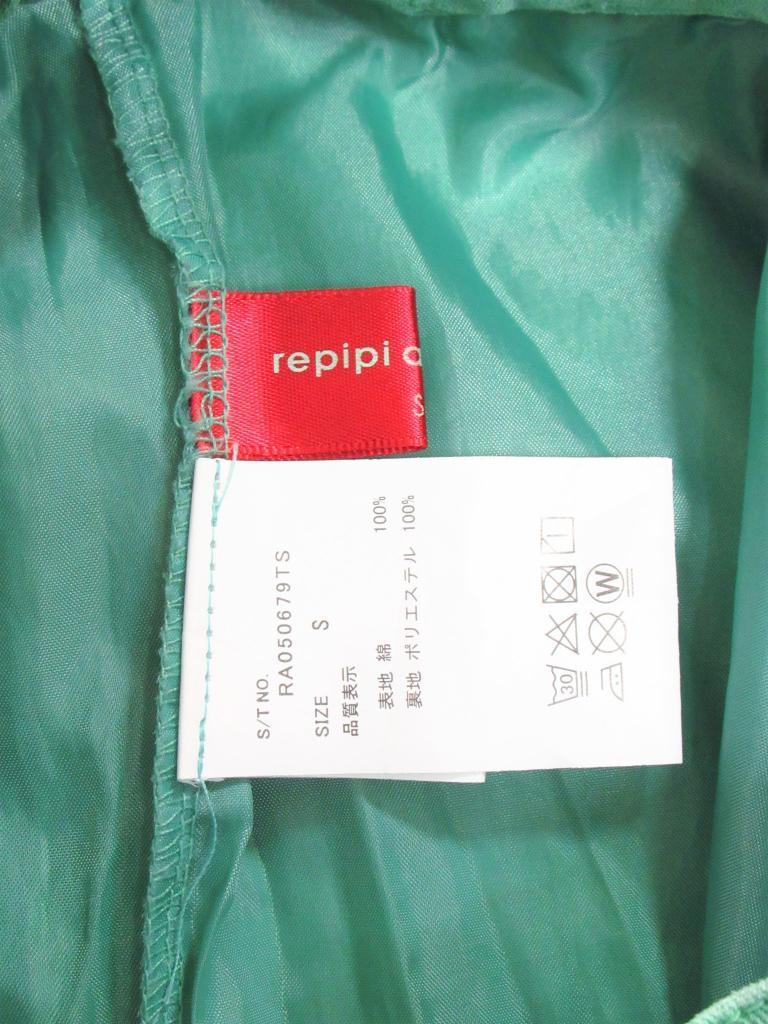 repipi a
S
S/T NO.
RA050679TS
SIZE S
品質表示
表地 綿 100%
裏地 ポリエステル 100%
30
W